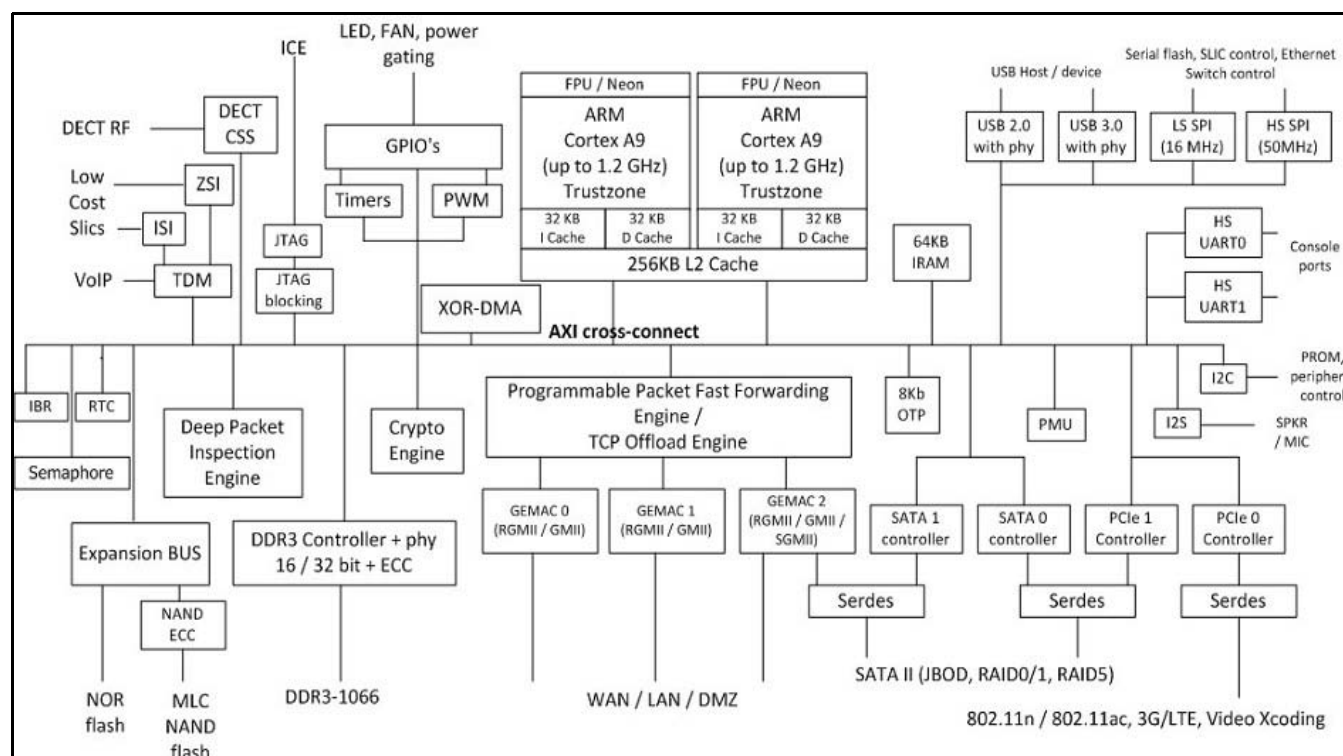 LED, FAN, power
gating
ICE
DECT RF
DECT
CSS
Low
Cost
Slics
ZSI
ISI
VoIP
TDM
JTAG
JTAG
blocking
GPIO's
Timers
PWM
XOR-DMA
FPU / Neon
ARM
Cortex A9
(up to 1.2 GHz)
Trustzone
32 KB
I Cache
32 KB
D Cache
FPU / Neon
ARM
Cortex A9
(up to 1.2 GHz)
Trustzone
32 KB
I Cache
32 KB
D Cache
256KB L2 Cache
64KB
IRAM
USB Host / device
USB 2.0
with phy
USB 3.0
with phy
Serial flash, SLIC control, Ethernet
Switch control
LS SPI
(16 MHz)
HS SPI
(50MHz)
HS
UART0
HS
UART1
Console
ports
AXI cross-connect
IBR
RTC
Semaphore
Deep Packet
Inspection
Engine
Crypto
Engine
Programmable Packet Fast Forwarding
Engine /
TCP Offload Engine
8Kb
OTP
PMU
I2S
SPKR
/ MIC
I2C
PROM,
peripher
control
Expansion BUS
NAND
ECC
DDR3 Controller + phy
16 / 32 bit + ECC
GEMAC 0
(RGMII / GMII)
GEMAC 1
(RGMII / GMII)
GEMAC 2
(RGMII / GMII /
SGMII)
SATA 1
controller
SATA 0
controller
PCIe 1
Controller
PCIe 0
Controller
Serdes
Serdes
Serdes
NOR
flash
MLC
NAND
flash
DDR3-1066
WAN / LAN / DMZ
SATA II (JBOD, RAID0/1, RAID5)
802.11n / 802.11ac, 3G/LTE, Video Xcoding